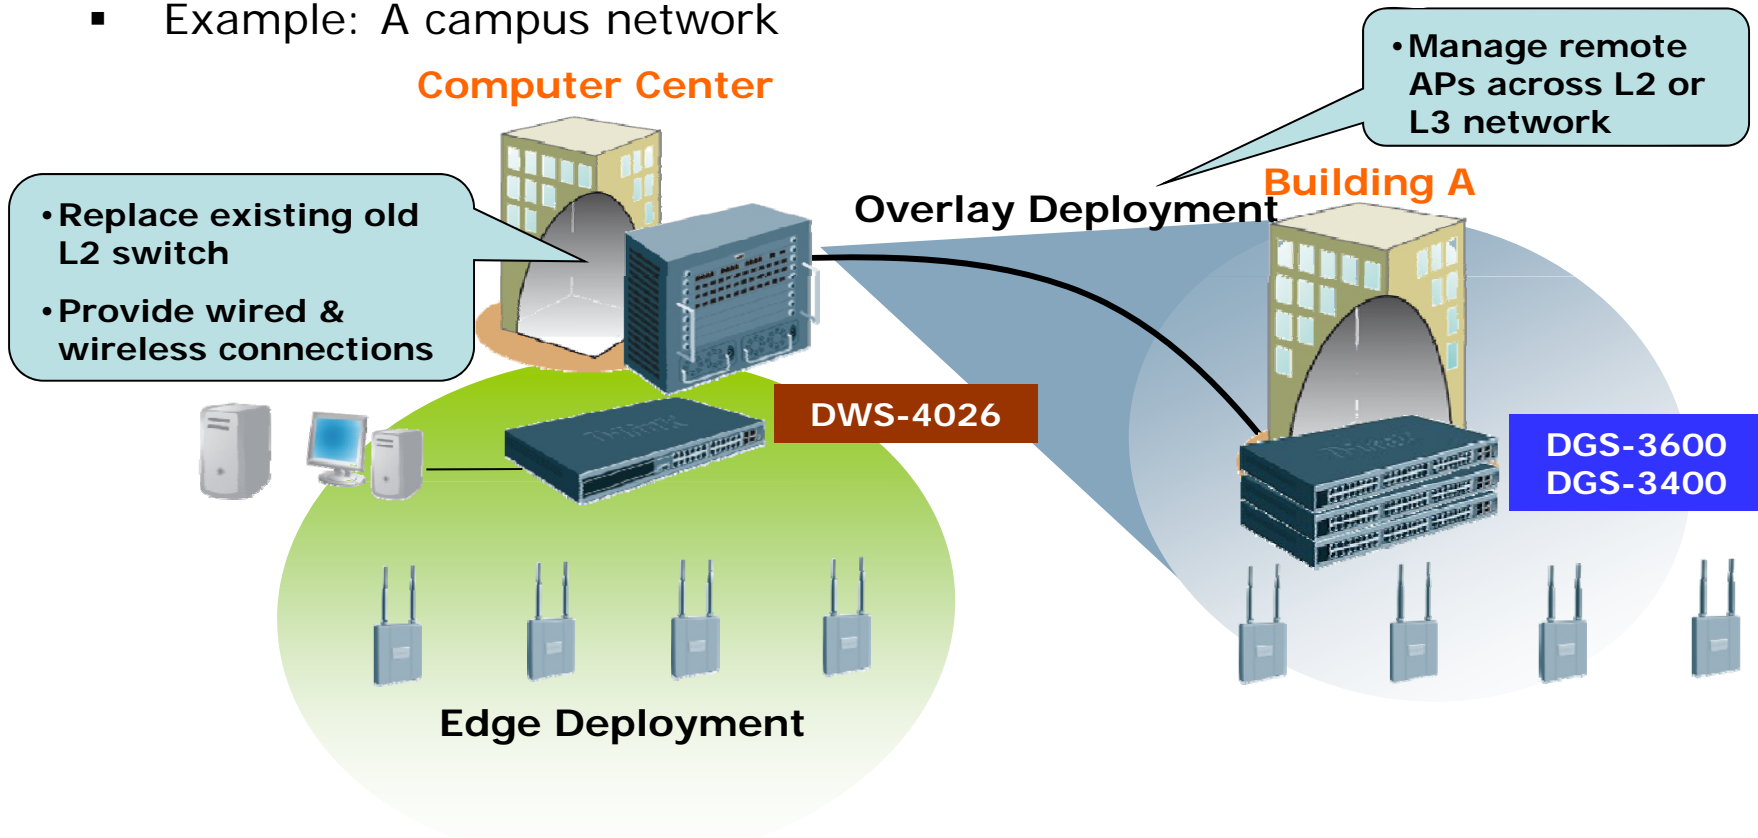 ▪ Example: A campus network
Computer Center
• Manage remote
APs across L2 or
L3 network
• Replace existing old
L2 switch
• Provide wired &
wireless connections
Overlay Deployment
Building A
DWS-4026
DGS-3600
DGS-3400
Edge Deployment